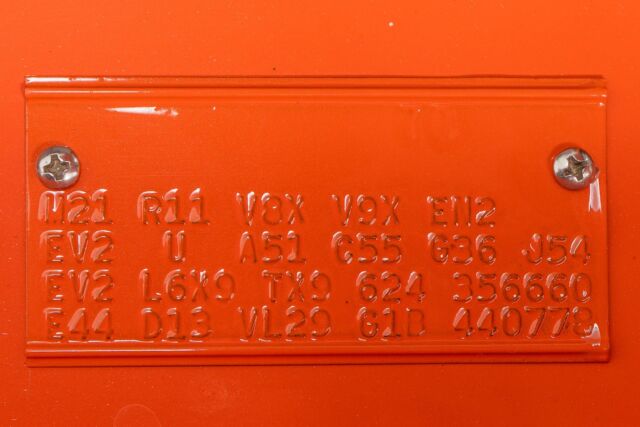 M21 R11 V8X V9X EN2
EV2 U A51 C55 G36 J54
EV2 L6X9 TX9 624 356660
E44 D13 VL29 G1B 440778